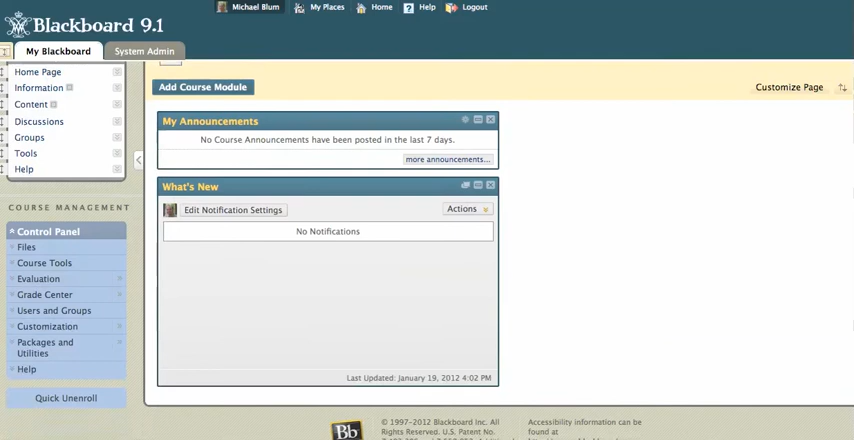 Michael Blum My Places Home Help Logout
Blackboard 9.1
My Blackboard System Admin
Home Page
Information
Content
Discussions
Groups
Tools
Help
COURSE MANAGEMENT
Control Panel
Files
Course Tools
Evaluation
Grade Center
Users and Groups
Customization
Packages and
Utilities
Help
Quick Unenroll
Add Course Module
Customize Page
My Announcements
No Course Announcements have been posted in the last 7 days.
more announcements...
What's New
Edit Notification Settings
Actions
No Notifications
Last Updated: January 19, 2012 4:02 PM
Bb
© 1997-2012 Blackboard Inc. All
Rights Reserved. U.S. Patent No.
Accessibility information can be
found at